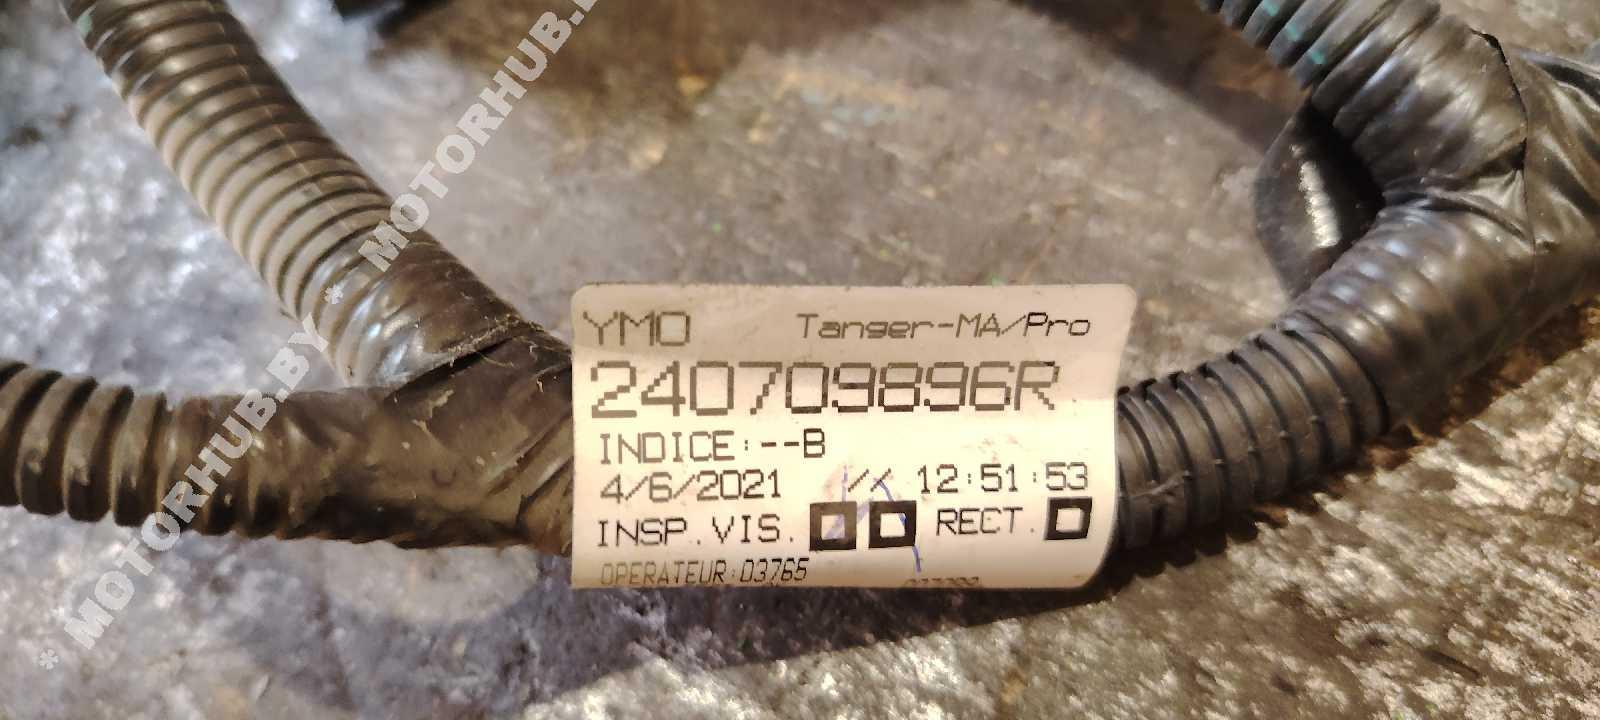 YMO Tanger-MA/Pro
240709896R
INDICE:--B
4/6/2021 // 12:51:53
INSP.VIS. RECT.
OPERATEUR:03765
* MOTORHUB.BY * MOTORHUB.BY * MOTORHUB.B